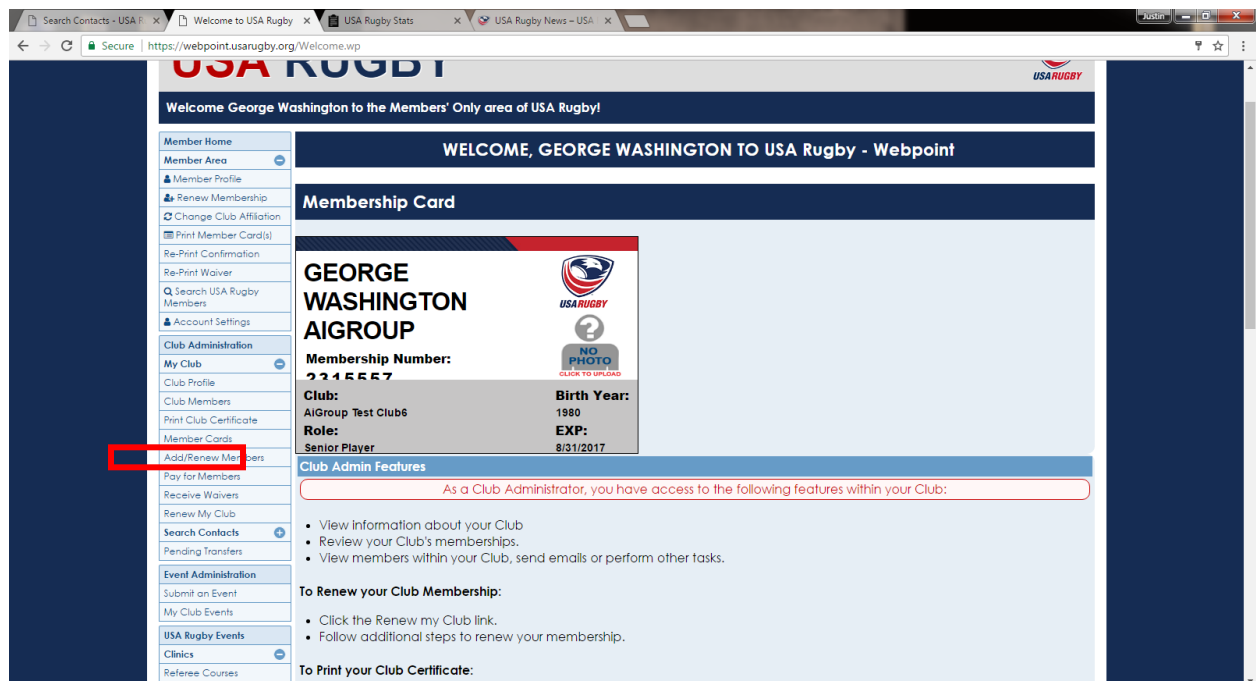 Search Contacts - USA R
Welcome to USA Rugby
USA Rugby Stats
USA Rugby News – USA
Justin
Secure | https://webpoint.usarugby.org/Welcome.wp
USA RUGBY
USARUGBY
Welcome George Washington to the Members' Only area of USA Rugby!
Member Home
Member Area
Member Profile
Renew Membership
Change Club Affiliation
Print Member Card(s)
Re-Print Confirmation
Re-Print Waiver
Search USA Rugby
Members
Account Settings
Club Administration
My Club
Club Profile
Club Members
Print Club Certificate
Member Cards
Add/Renew Members
Pay for Members
Receive Waivers
Renew My Club
Search Contacts
Pending Transfers
Event Administration
Submit an Event
My Club Events
USA Rugby Events
Clinics
Referee Courses
WELCOME, GEORGE WASHINGTON TO USA Rugby - Webpoint
Membership Card
GEORGE
WASHINGTON
AIGROUP
USARUGBY
NO
PHOTO
CLICK TO UPLOAD
Membership Number:
2315557
Club:
AiGroup Test Club6
Role:
Senior Player
Birth Year:
1980
EXP:
8/31/2017
Club Admin Features
As a Club Administrator, you have access to the following features within your Club:
• View information about your Club
• Review your Club's memberships.
• View members within your Club, send emails or perform other tasks.
To Renew your Club Membership:
• Click the Renew my Club link.
• Follow additional steps to renew your membership.
To Print your Club Certificate: